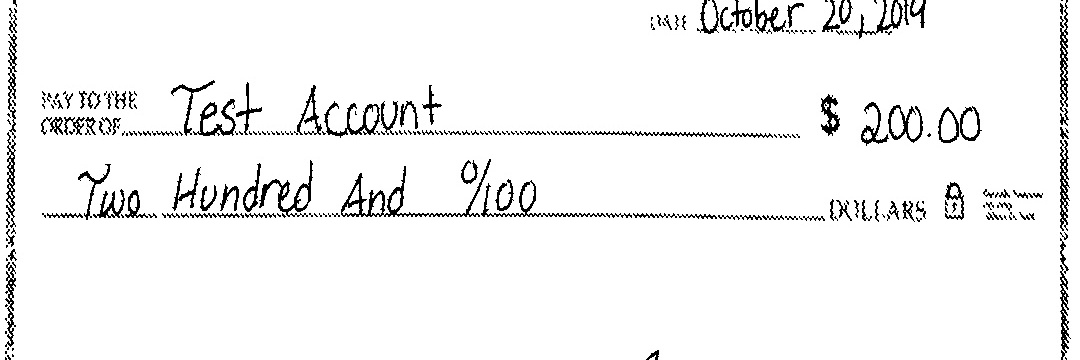 DATE October 20, 2019
PAY TO THE
ORDER OF Test Account $ 200.00
Two Hundred And 0/100 DOLLARS